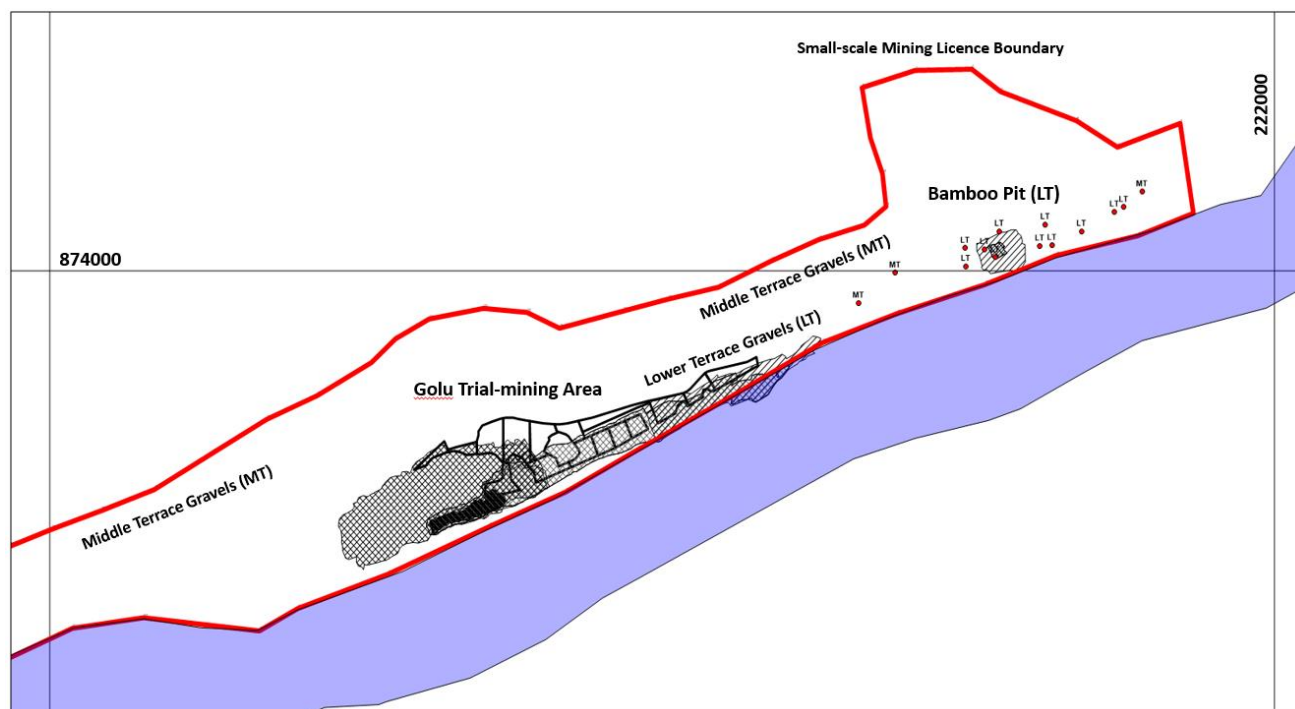 Small-scale Mining Licence Boundary
222000
MT
LT
LT
Bamboo Pit (LT)
LT
LT
LT
LT
LT
LT
LT
LT
Middle Terrace Gravels (MT)
874000
MT
MT
Lower Terrace Gravels (LT)
Golu Trial-mining Area
Middle Terrace Gravels (MT)